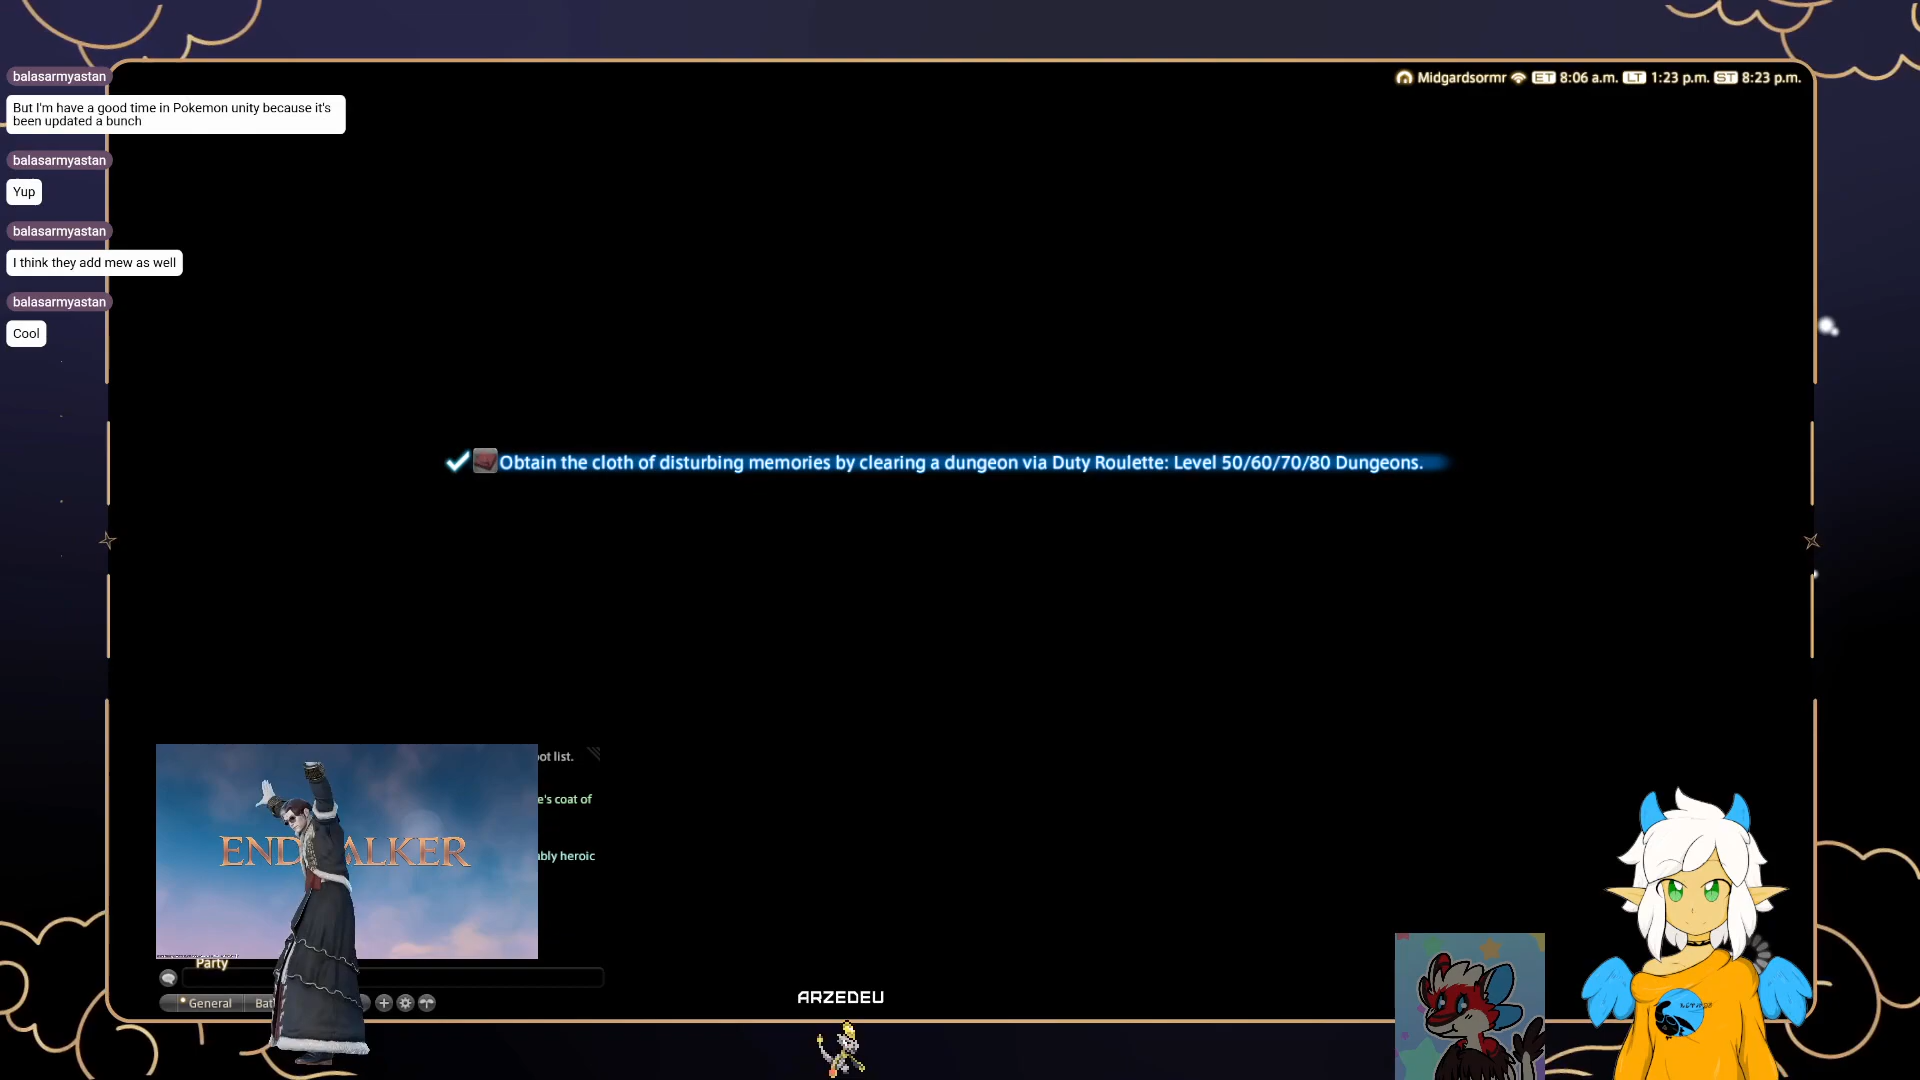 balasarmyastan
But I'm have a good time in Pokemon unity because it's
been updated a bunch
balasarmyastan
Yup
balasarmyastan
I think they add mew as well
balasarmyastan
Cool
Midgardsormr ET 8:06 a.m. LT 1:23 p.m. ST 8:23 p.m.
Obtain the cloth of disturbing memories by clearing a dungeon via Duty Roulette: Level 50/60/70/80 Dungeons.
list.
e's coat of
heroic
Party
General
ARZEDEU